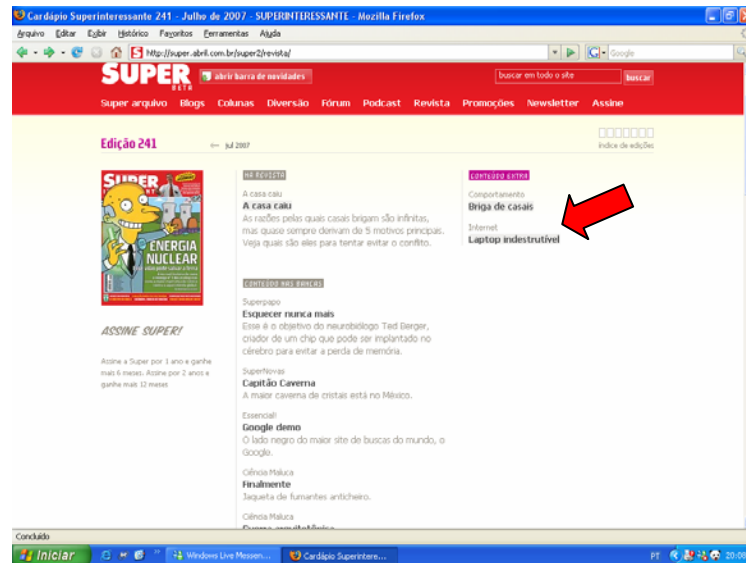 Cardápio Superinteressante 241 - Julho de 2007 - SUPERINTERESSANTE - Mozilla Firefox
Arquivo Editar Exibir Histórico Favoritos Ferramentas Ajuda
http://super.abril.com.br/super2/revista/
Google
SUPER
BETA
abrir barra de novidades
buscar em todo o site
buscar
Super arquivo Blogs Colunas Diversão Fórum Podcast Revista Promoções Newsletter Assine
Edição 241
jul 2007
índice de edições
SUPER
ENERGIA
NUCLEAR
ASSINE SUPER!
Assine a Super por 1 ano e ganhe
mais 6 meses. Assine por 2 anos e
ganhe mais 12 meses
NA REVISTA
A casa caiu
A casa caiu
As razões pelas quais casais brigam são infinitas,
mas quase sempre derivam de 5 motivos principais.
Veja quais são eles para tentar evitar o conflito.
CONTEÚDO NAS BANCAS
Superpapo
Esquecer nunca
mais
Esse é o objetivo do neurobiólogo Ted Berger,
criador de um chip que pode ser implantado no
cérebro para evitar a perda de memória.
SuperNovas
Capitão Caverna
A maior caverna de cristais está no México.
Essencial!
Google demo
O lado negro do maior site de buscas do mundo, o
Google.
Ciência Maluca
Finalmente
Jaqueta de fumantes anticheiro.
Ciência Maluca
CONTEÚDO EXTRA
Comportamento
Briga de casais
Internet
Laptop indestrutível
Concluído
Iniciar
Windows Live Messen...
Cardápio Superintere...
PT
20:08